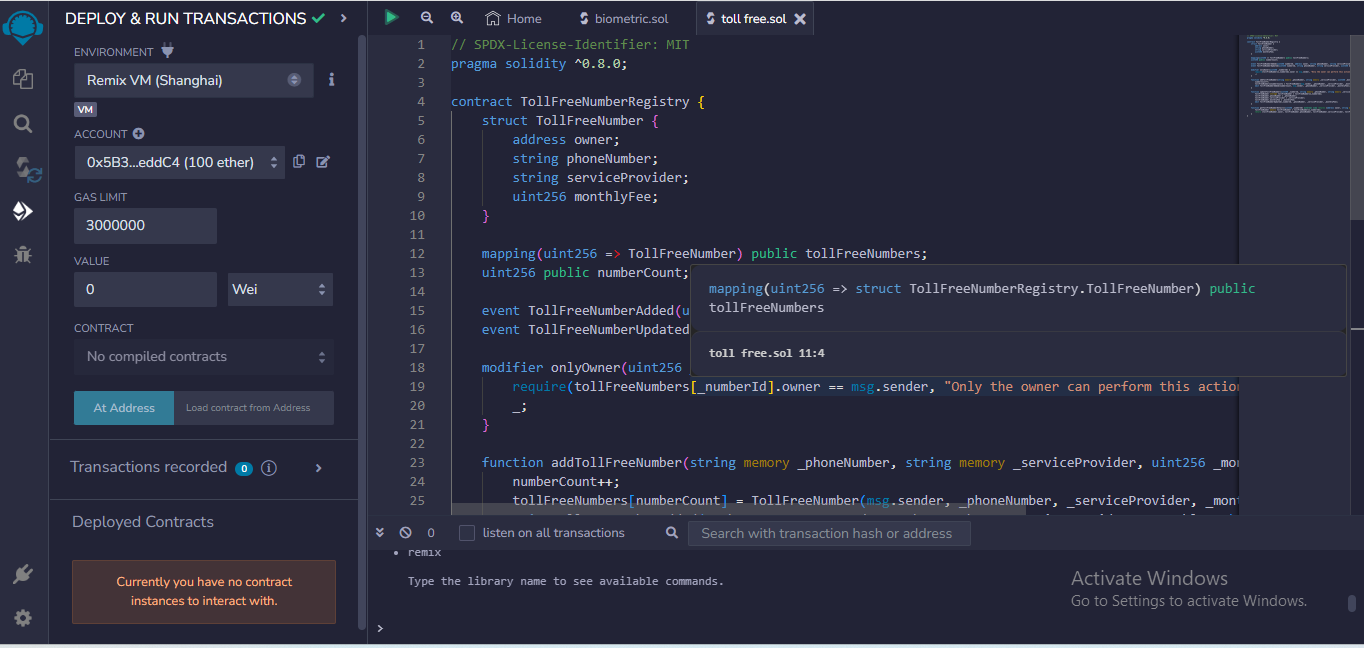 DEPLOY & RUN TRANSACTIONS
ENVIRONMENT
Remix VM (Shanghai)
VM
ACCOUNT
0x5B3...eddC4 (100 ether)
GAS LIMIT
3000000
VALUE
0
Wei
CONTRACT
No compiled contracts
At Address
Load contract from Address
Transactions recorded 0
Deployed Contracts
Currently you have no contract
instances to interact with.
Home
biometric.sol
toll free.sol
1 // SPDX-License-Identifier: MIT
2 pragma solidity ^0.8.0;
3
4 contract TollFreeNumberRegistry {
5 struct TollFreeNumber {
6 address owner;
7 string phoneNumber;
8 string serviceProvider;
9 uint256 monthlyFee;
10 }
11
12 mapping(uint256 => TollFreeNumber) public tollFreeNumbers;
13 uint256 public numberCount;
14
15 event TollFreeNumberAdded(u
16 event TollFreeNumberUpdated
17
18 modifier onlyOwner(uint256
19 require(tollFreeNumbers[_numberId].owner == msg.sender, "Only the owner can perform this action
20 _;
21 }
22
23 function addTollFreeNumber(string memory _phoneNumber, string memory _serviceProvider, uint256 _mon
24 numberCount++;
25 tollFreeNumbers[numberCount] = TollFreeNumber(msg.sender, _phoneNumber, _serviceProvider, _mont
mapping(uint256 => struct TollFreeNumberRegistry.TollFreeNumber) public
tollFreeNumbers
toll free.sol 11:4
0
listen on all transactions
Search with transaction hash or address
• remix
Type the library name to see available commands.
>
Activate Windows
Go to Settings to activate Windows.